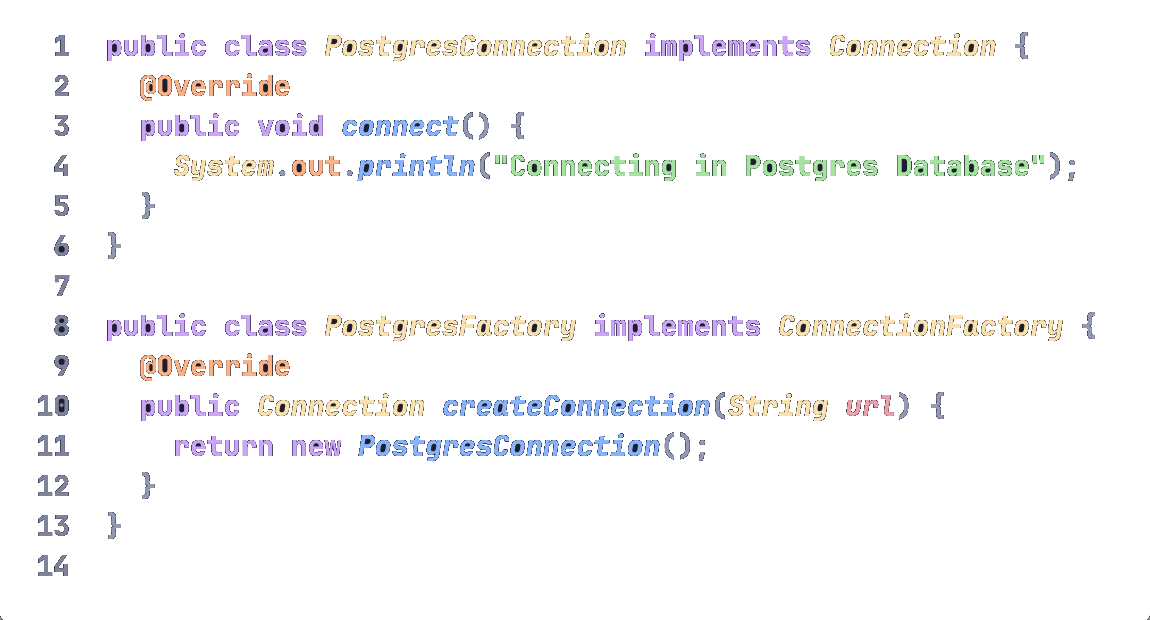 1 public class PostgresConnection implements Connection {
2   @Override
3   public void connect() {
4     System.out.println("Connecting in Postgres Database");
5   }
6 }
7
8 public class PostgresFactory implements ConnectionFactory {
9   @Override
10   public Connection createConnection(String url) {
11     return new PostgresConnection();
12   }
13 }
14